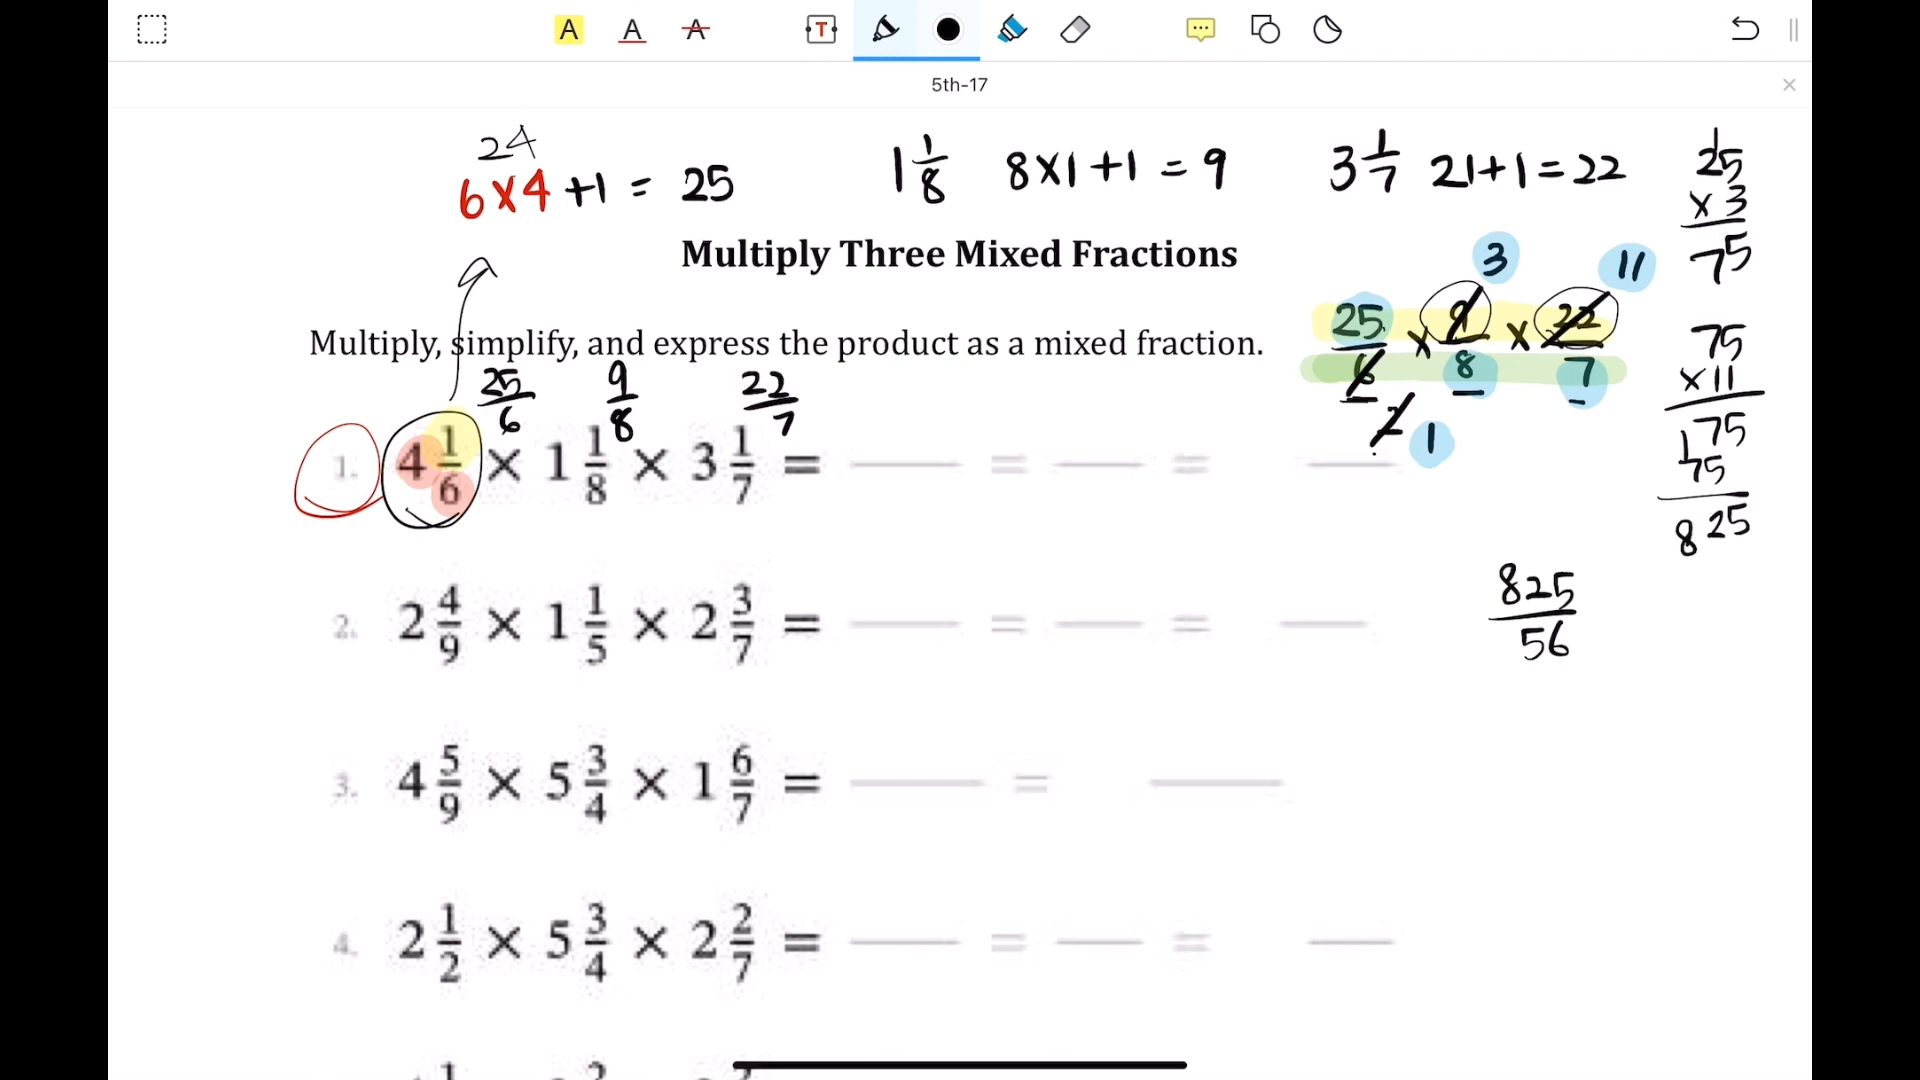 A A A T
5th-17
24
6×4 +1 = 25
1 1/8 8×1+1 = 9
3 1/7 21+1=22
25
×3
75
Multiply Three Mixed Fractions
3 11
25/6 × 9/8 × 22/7
2 1
Multiply, simplify, and express the product as a mixed fraction.
75
×11
75
75
825
25/6 9/8 22/7
1. 4 1/6 × 1 1/8 × 3 1/7 = = =
825/56
2. 2 4/9 × 1 1/5 × 2 3/7 = = =
3. 4 5/9 × 5 3/4 × 1 6/7 = =
4. 2 1/2 × 5 3/4 × 2 2/7 = = =